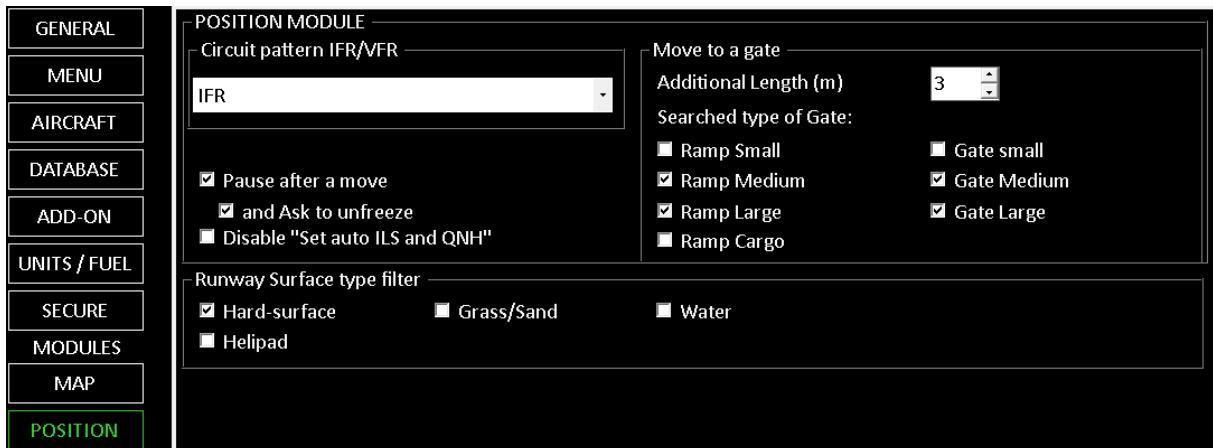 GENERAL
MENU
AIRCRAFT
DATABASE
ADD-ON
UNITS / FUEL
SECURE
MODULES
MAP
POSITION
POSITION MODULE
Circuit pattern IFR/VFR
IFR
Pause after a move
and Ask to unfreeze
Disable "Set auto ILS and QNH"
Move to a gate
Additional Length (m) 3
Searched type of Gate:
Ramp Small Gate small
Ramp Medium Gate Medium
Ramp Large Gate Large
Ramp Cargo
Runway Surface type filter
Hard-surface Grass/Sand Water
Helipad